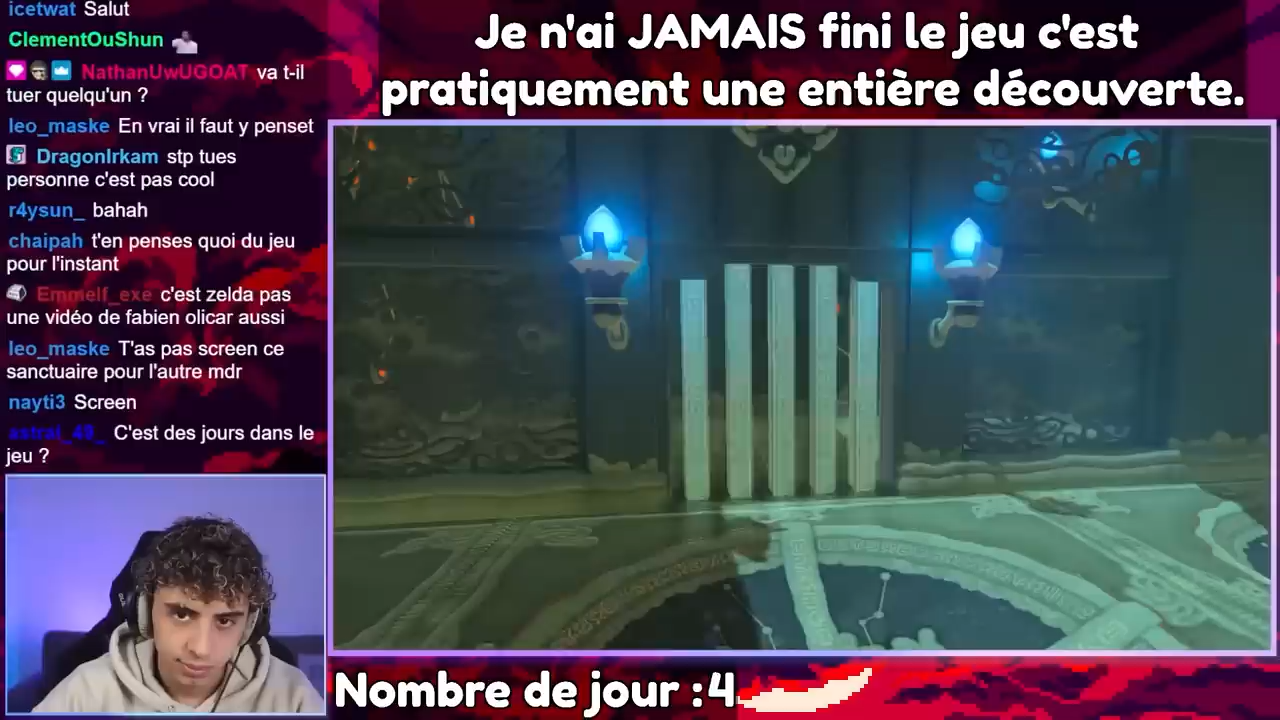 icetwat Salut
ClementOuShun
NathanUwUGOAT va t-il
tuer quelqu'un ?
leo_maske En vrai il faut y penset
DragonIrkam stp tues
personne c'est pas cool
r4ysun_ bahah
chaipah t'en penses quoi du jeu
pour l'instant
Emmelf_exe c'est zelda pas
une vidéo de fabien olicar aussi
leo_maske T'as pas screen ce
sanctuaire pour l'autre mdr
nayti3 Screen
astral_49_ C'est des jours dans le
jeu ?
Je n'ai JAMAIS fini le jeu c'est
pratiquement une entière découverte.
Nombre de jour :4